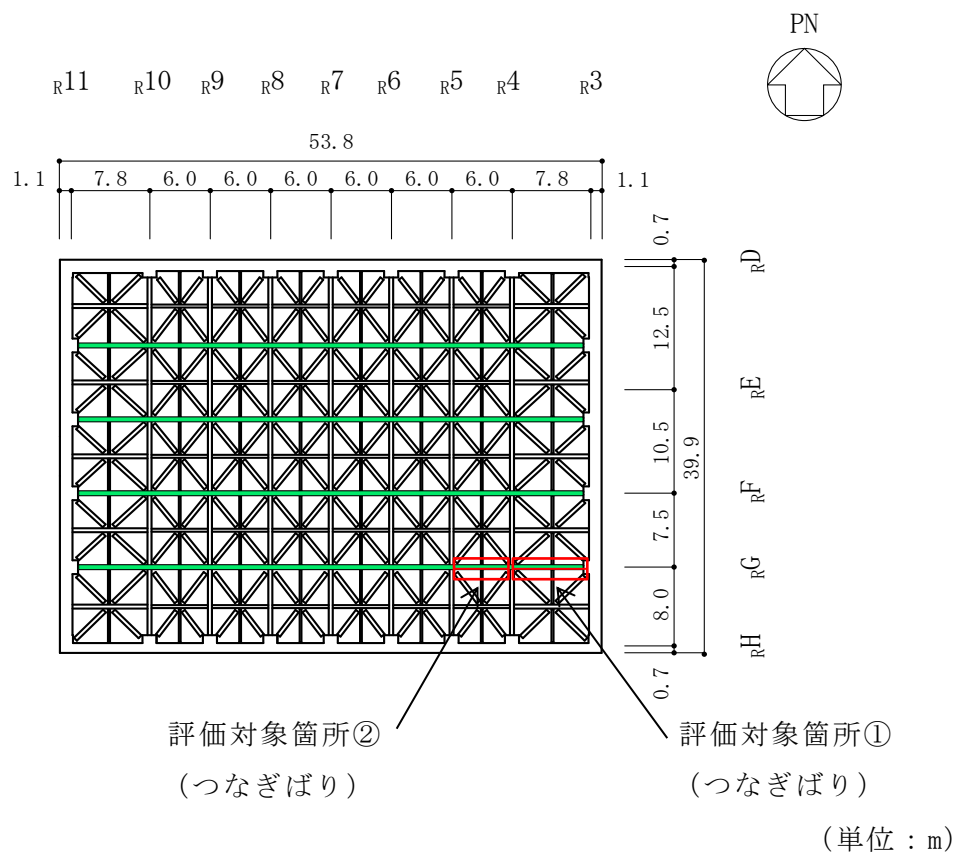 PN
R11 R10 R9 R8 R7 R6 R5 R4 R3
53.8
1.1 7.8 6.0 6.0 6.0 6.0 6.0 6.0 7.8 1.1
0.7
RD
12.5
RE
10.5
39.9
RF
7.5
RG
8.0
RH
0.7
評価対象箇所② 評価対象箇所①
(つなぎばり) (つなぎばり)
(単位：m)